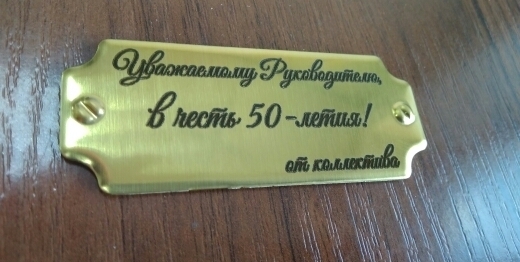 Уважаемому Руководителю,
в честь 50-летия!
от коллектива